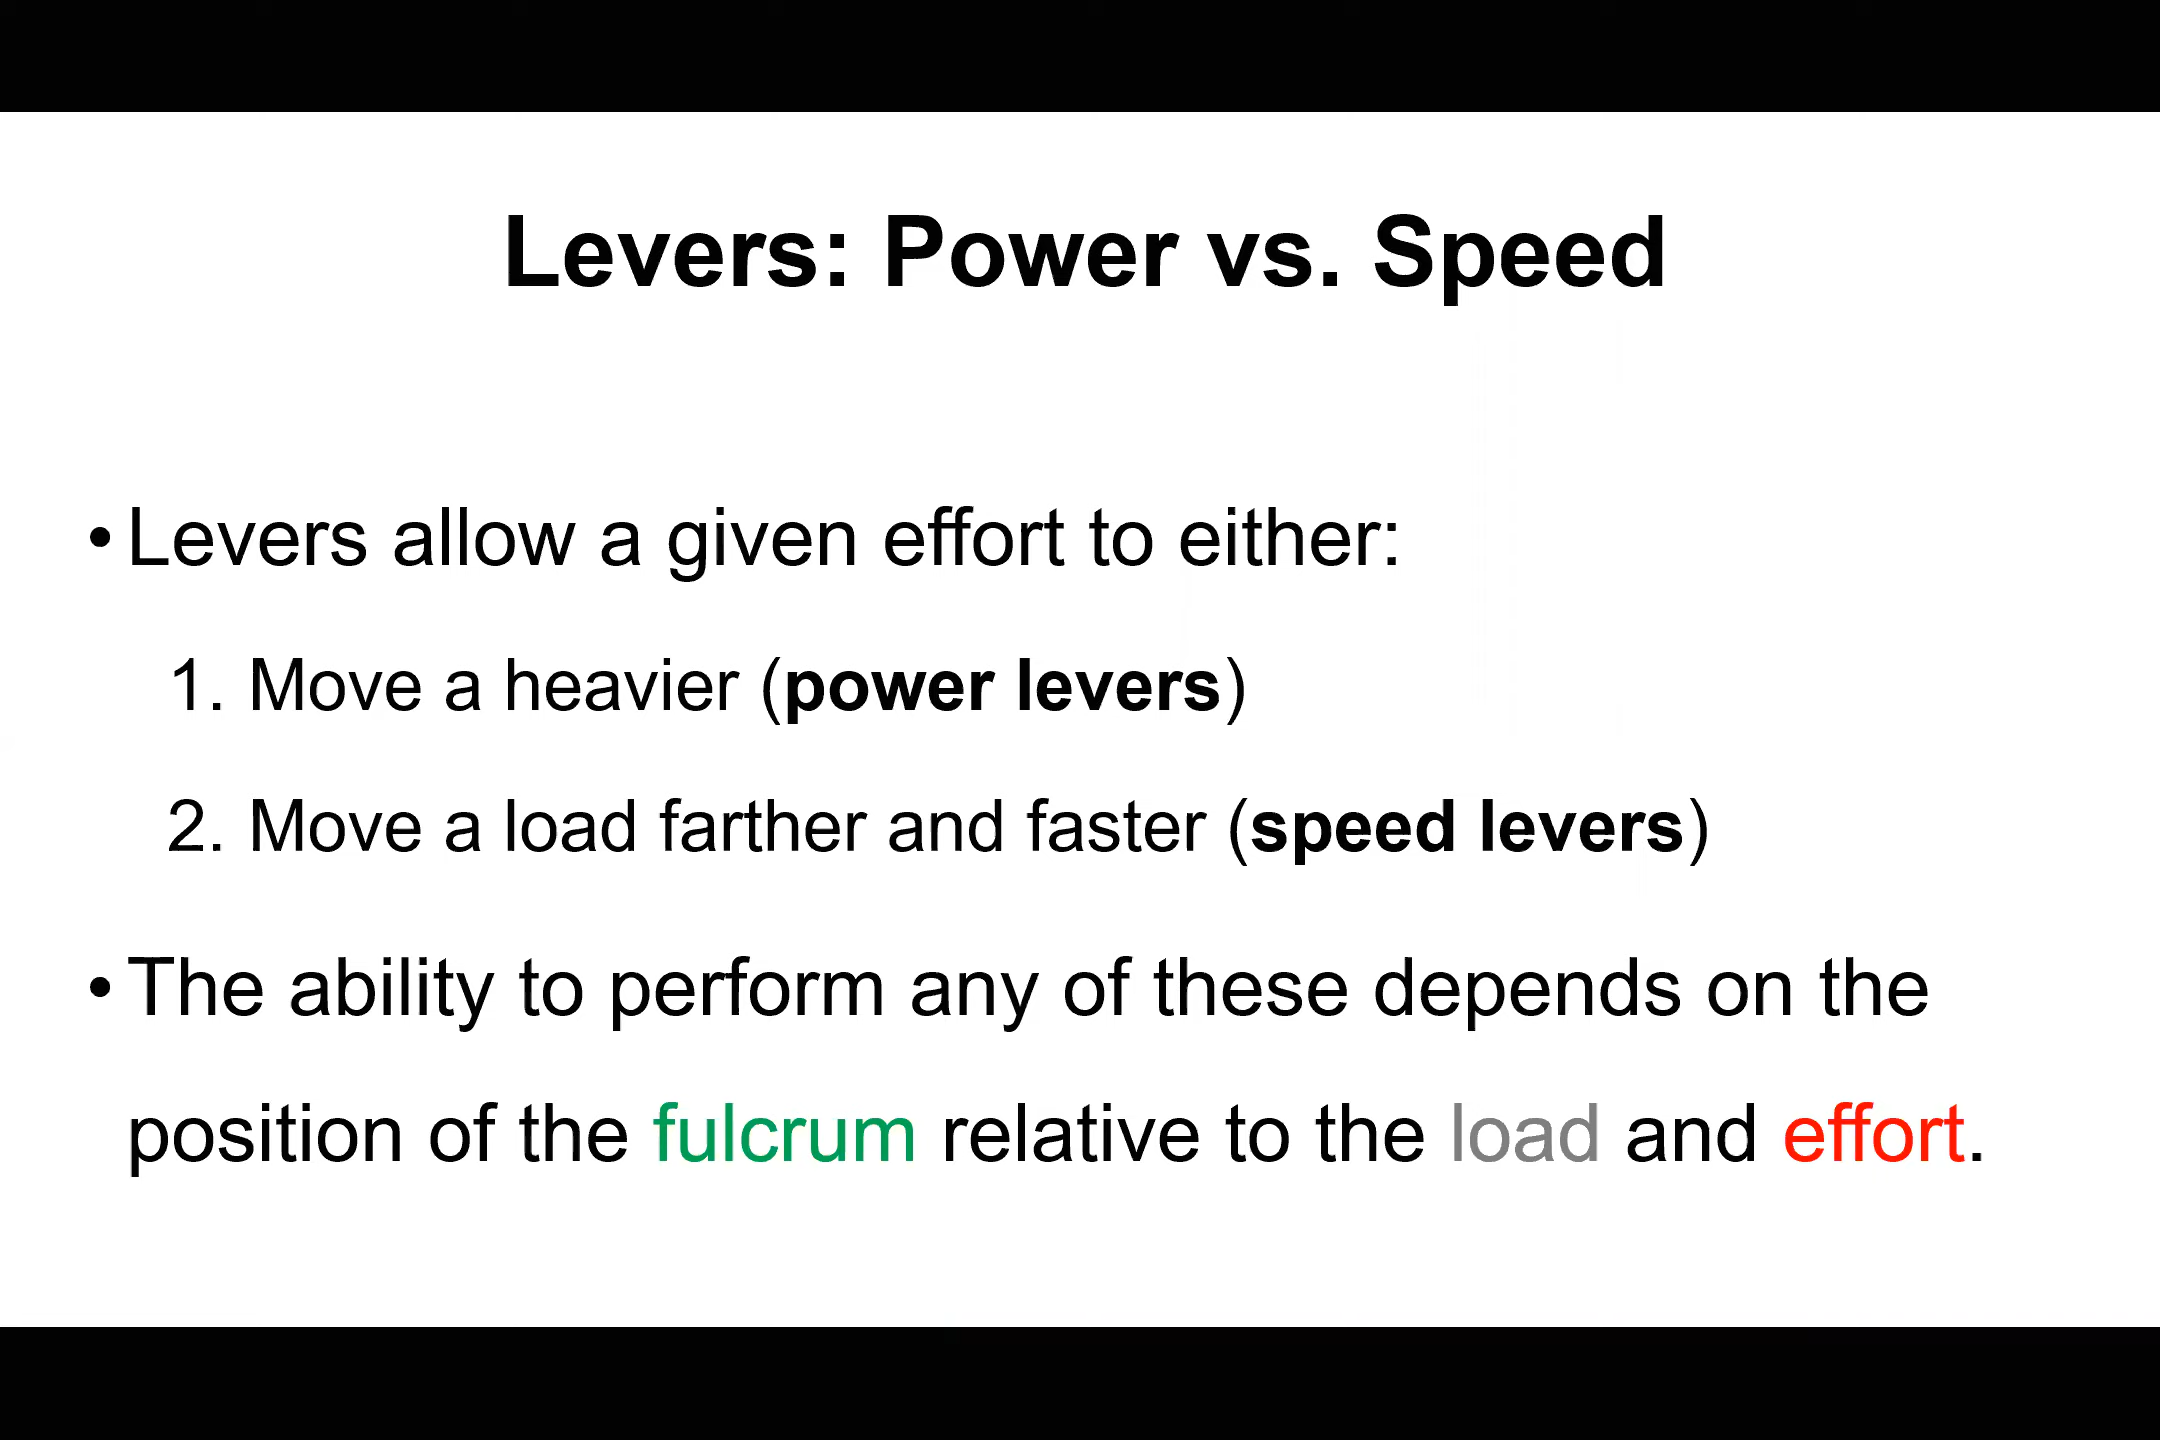 Levers: Power vs. Speed
• Levers allow a given effort to either:
1. Move a heavier (power levers)
2. Move a load farther and faster (speed levers)
• The ability to perform any of these depends on the
position of the fulcrum relative to the load and effort.